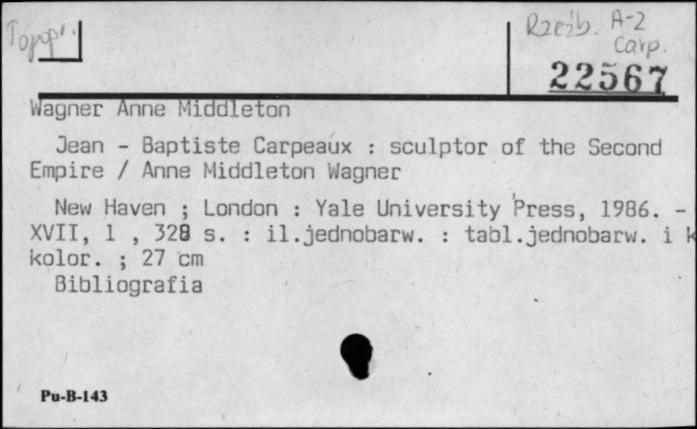 Topogr.
Rzeźb. A-2
Carp.
22567
Wagner Anne Middleton
Jean - Baptiste Carpeaux : sculptor of the Second
Empire / Anne Middleton Wagner
New Haven ; London : Yale University Press, 1986. -
XVII, 1 , 328 s. : il.jednobarw. : tabl.jednobarw. i k
kolor. ; 27 cm
Bibliografia
Pu-B-143